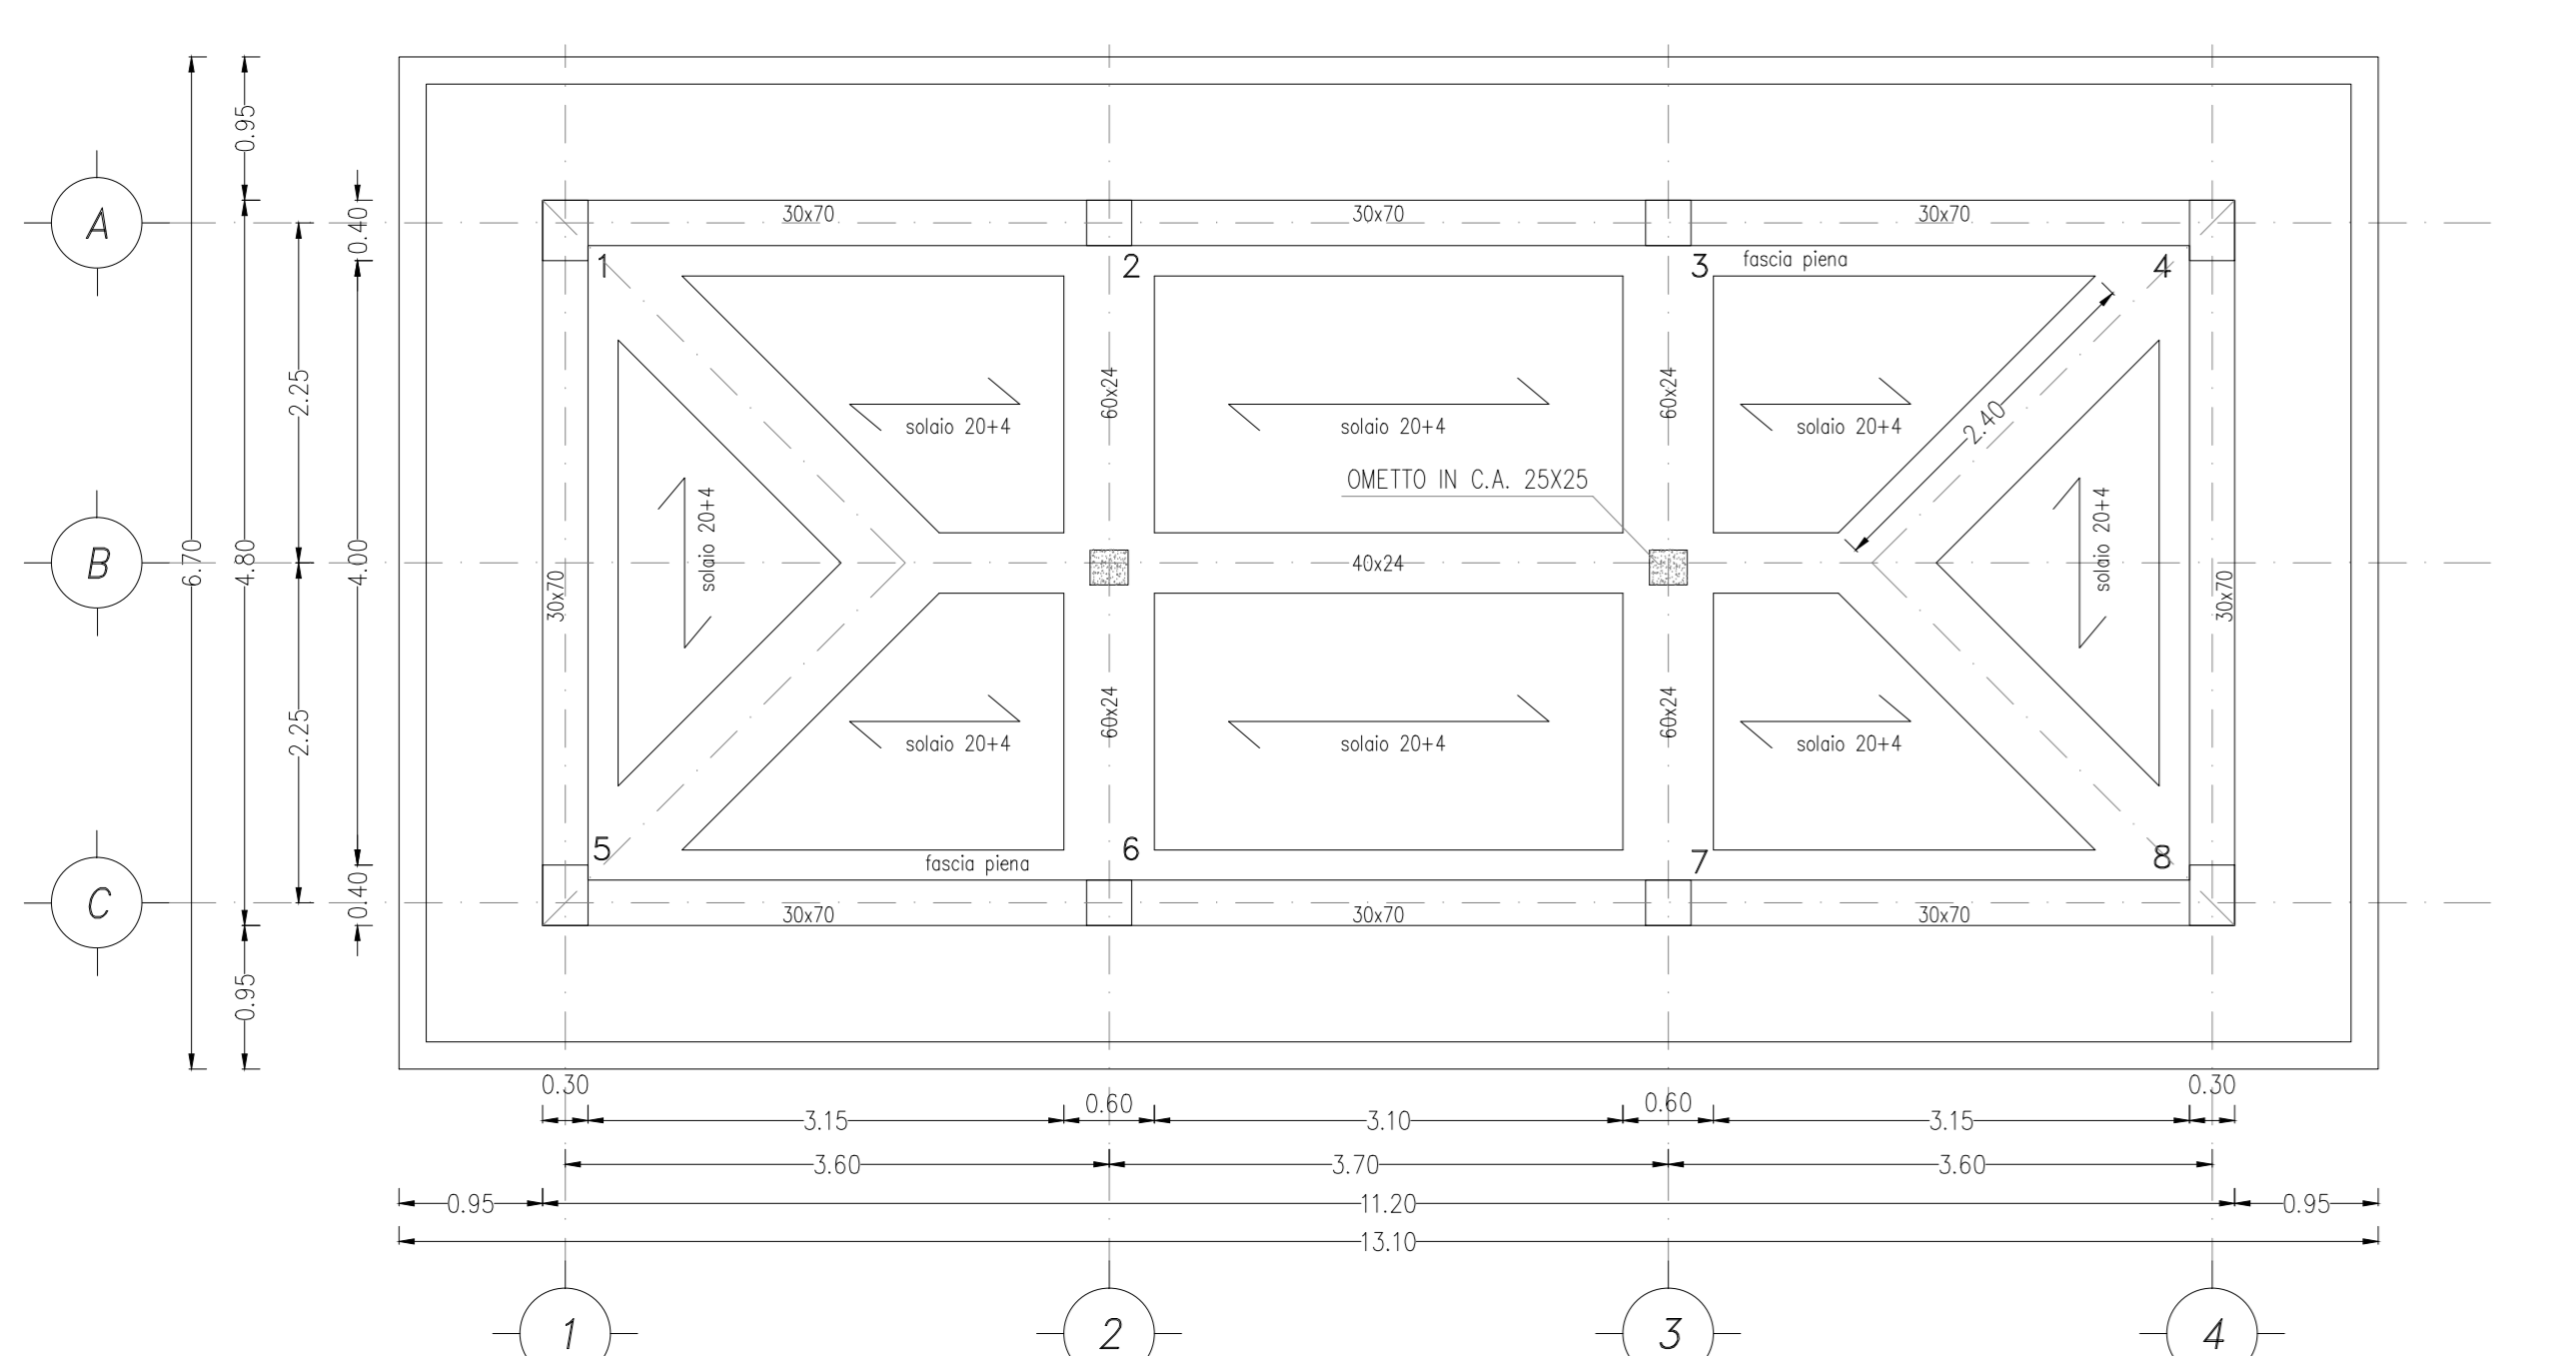 0.95
A
0.40
30x70
30x70
30x70
1
2
3
fascia piena
4
2.25
60x24
60x24
solaio 20+4
solaio 20+4
solaio 20+4
2.40
OMETTO IN C.A. 25X25
solaio 20+4
solaio 20+4
B
6.70
4.80
4.00
30x70
40x24
30x70
2.25
60x24
60x24
solaio 20+4
solaio 20+4
solaio 20+4
5
6
7
8
fascia piena
C
0.40
30x70
30x70
30x70
0.95
0.30
0.30
0.60
0.60
3.15
3.10
3.15
3.60
3.70
3.60
0.95
11.20
0.95
13.10
1
2
3
4